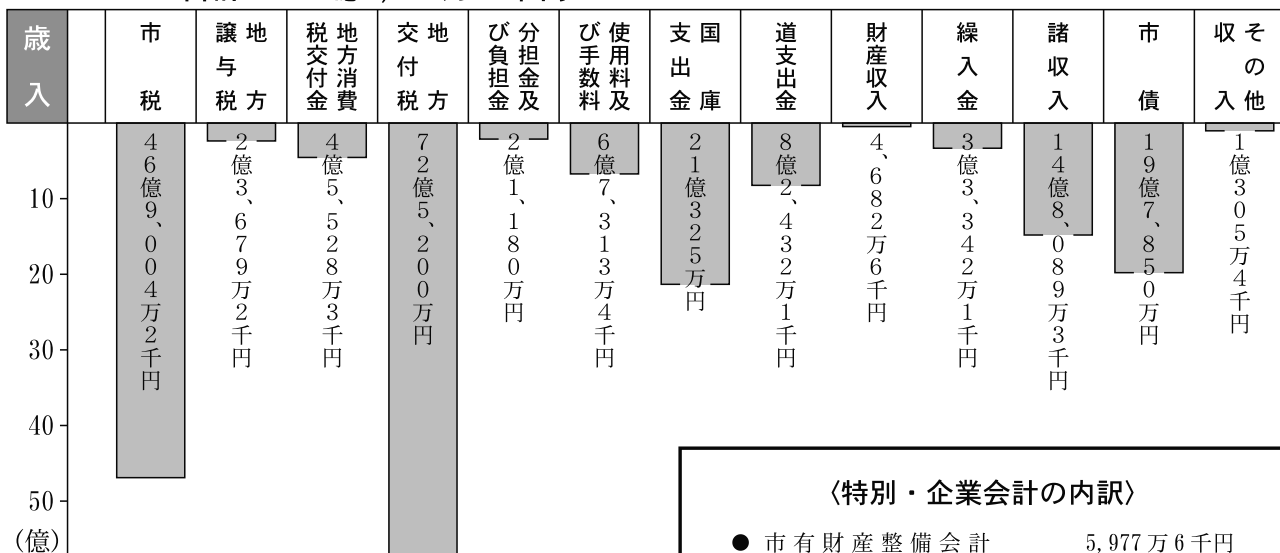 歳入
市税
地方譲与税
地方消費税交付金
地方交付税
分担金及び負担金
使用料及び手数料
国庫支出金
道支出金
財産収入
繰入金
諸収入
市債
その他収入
46億9、004万2千円
2億3、679万2千円
4億5、528万3千円
72億5、200万円
2億1、180万円
6億7、313万4千円
21億325万円
8億2、432万1千円
4、682万6千円
3億3、342万1千円
14億8、089万3千円
19億7、850万円
1億305万4千円
10
20
30
40
50
(億)
〈特別・企業会計の内訳〉
● 市有財産整備会計 5,977万6千円